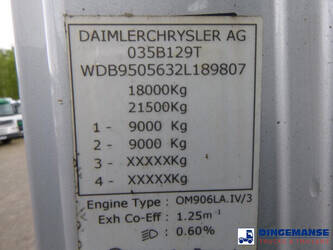 DAIMLERCHRYSLER AG
035B129T
WDB9505632L189807
18000Kg
21500Kg
1 - 9000 Kg
2 - 9000 Kg
3 - XXXXXKg
4 - XXXXXKg
Engine Type : OM906LA.IV/3
Exh Co-Eff : 1.25m⁻¹
0.60%
DINGEMANSE